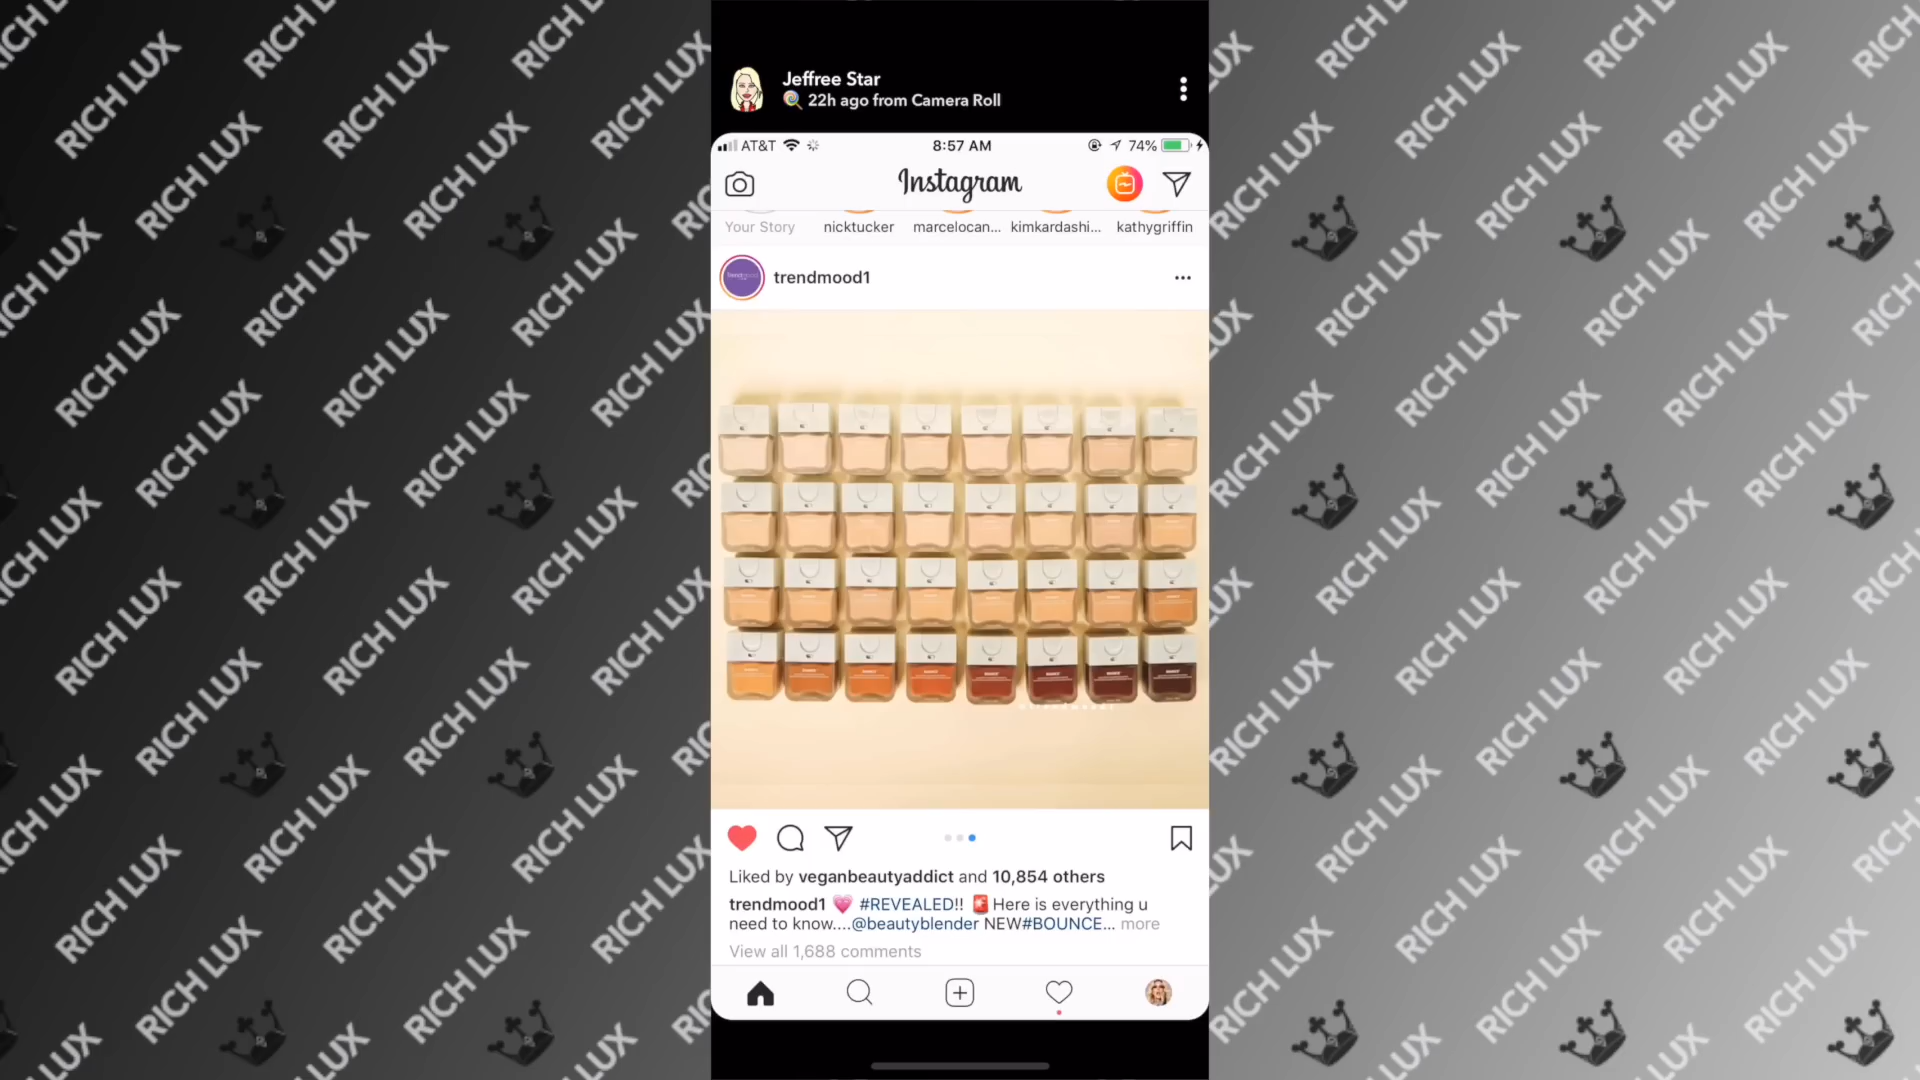 Jeffree Star
22h ago from Camera Roll
AT&T
8:57 AM
74%
Instagram
Your Story
nicktucker
marcelocan...
kimkardashi...
kathygriffin
trendmood1
Liked by veganbeautyaddict and 10,854 others
trendmood1 💗 #REVEALED!! 🚨Here is everything u
need to know....@beautyblender NEW#BOUNCE... more
View all 1,688 comments
RICH LUX